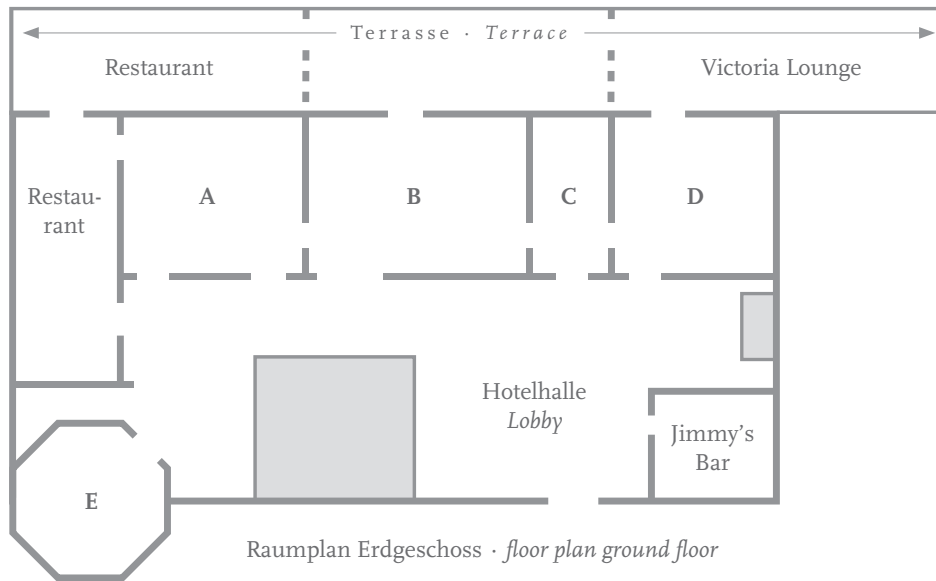 Terrasse · Terrace
Restaurant
Victoria Lounge
Restau-
rant
A
B
C
D
Hotelhalle
Lobby
Jimmy's
Bar
E
Raumplan Erdgeschoss · floor plan ground floor